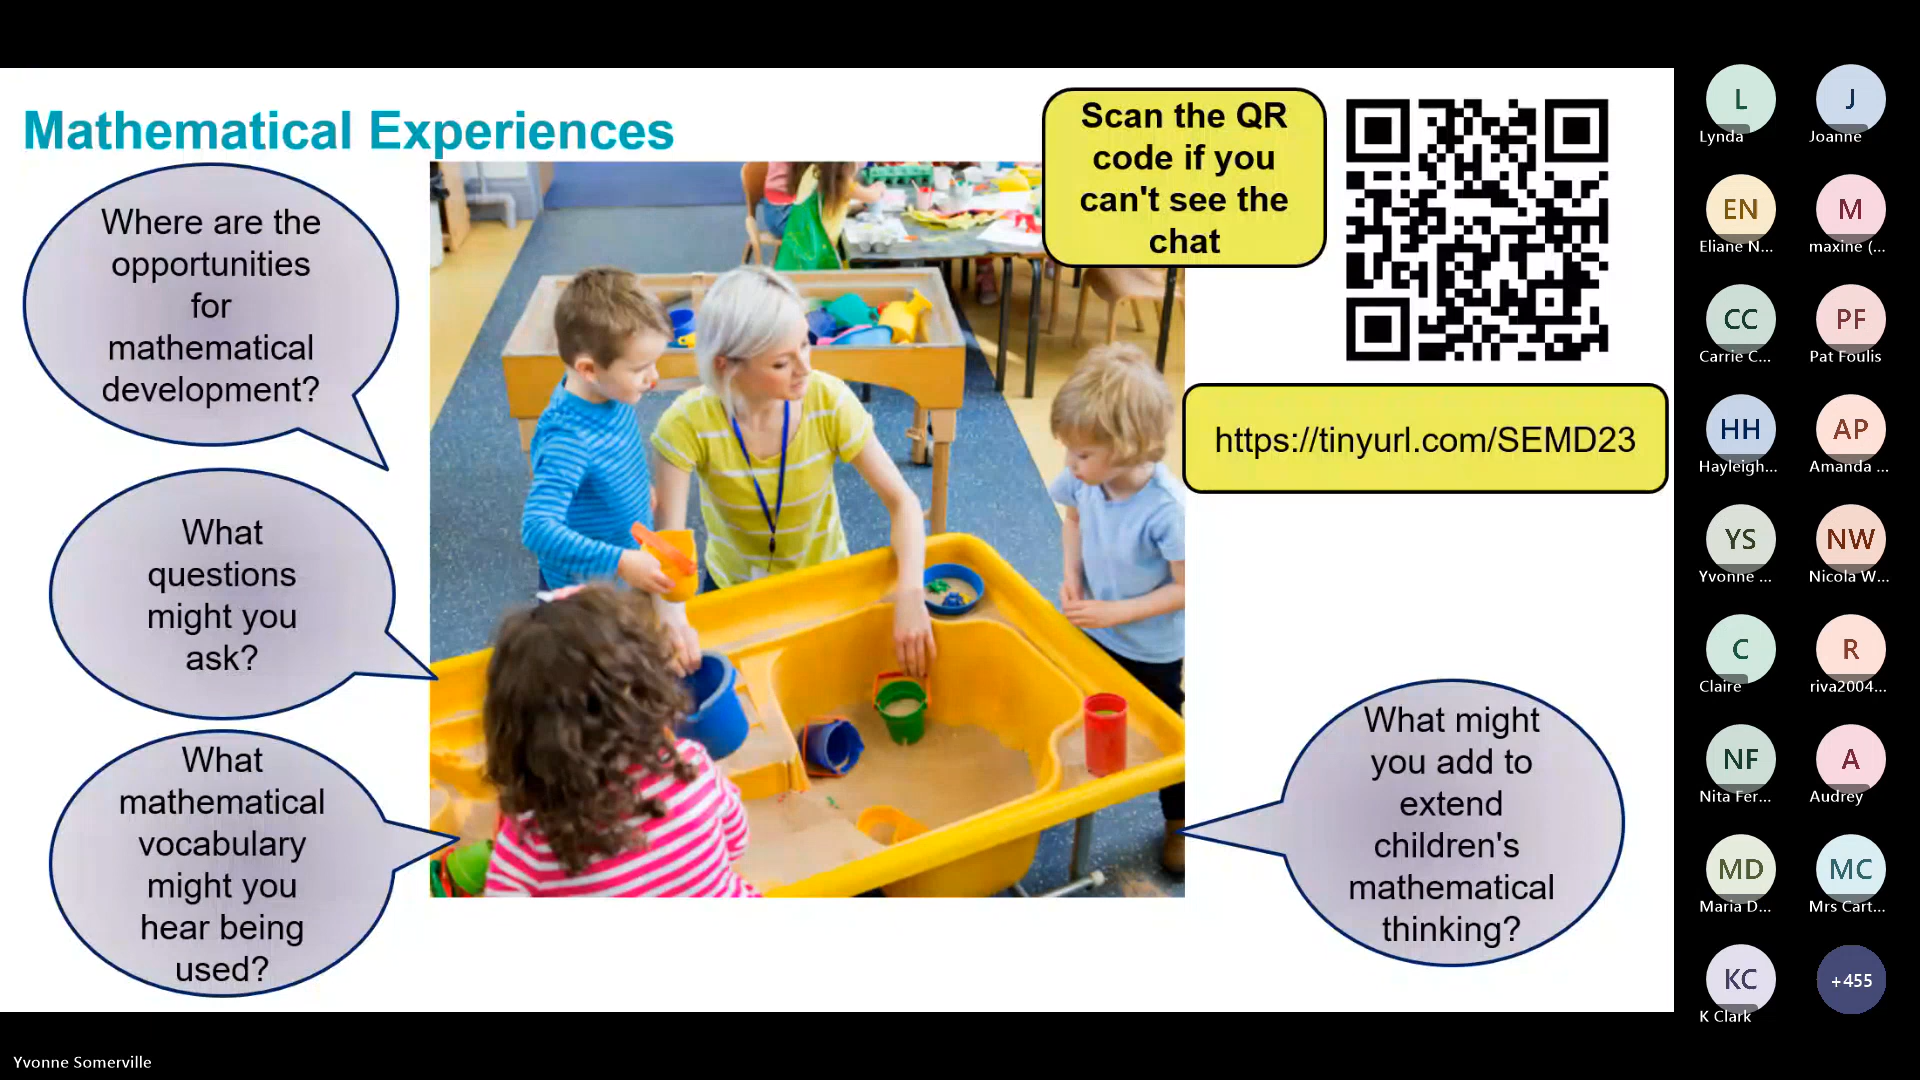 Mathematical Experiences
Where are the
opportunities
for
mathematical
development?
What
questions
might you
ask?
What
mathematical
vocabulary
might you
hear being
used?
Scan the QR
code if you
can't see the
chat
https://tinyurl.com/SEMD23
What might
you add to
extend
children's
mathematical
thinking?
L
Lynda
J
Joanne
EN
Eliane N...
M
maxine (...
CC
Carrie C...
PF
Pat Foulis
HH
Hayleigh...
AP
Amanda ...
YS
Yvonne ...
NW
Nicola W...
C
Claire
R
riva2004...
NF
Nita Fer...
A
Audrey
MD
Maria D...
MC
Mrs Cart...
KC
K Clark
+455
Yvonne Somerville